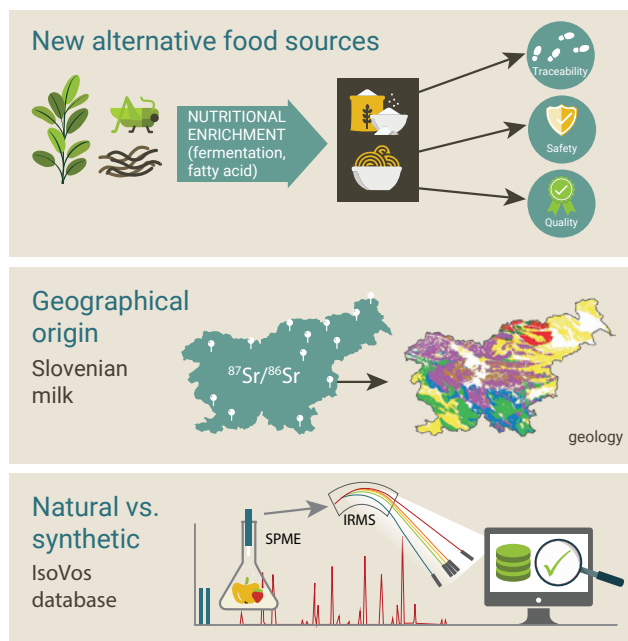 New alternative food sources
NUTRITIONAL
ENRICHMENT
(fermentation,
fatty acid)
Traceability
Safety
Quality
Geographical
origin
Slovenian
milk
⁸⁷Sr/⁸⁶Sr
geology
Natural vs.
synthetic
IsoVos
database
SPME
IRMS